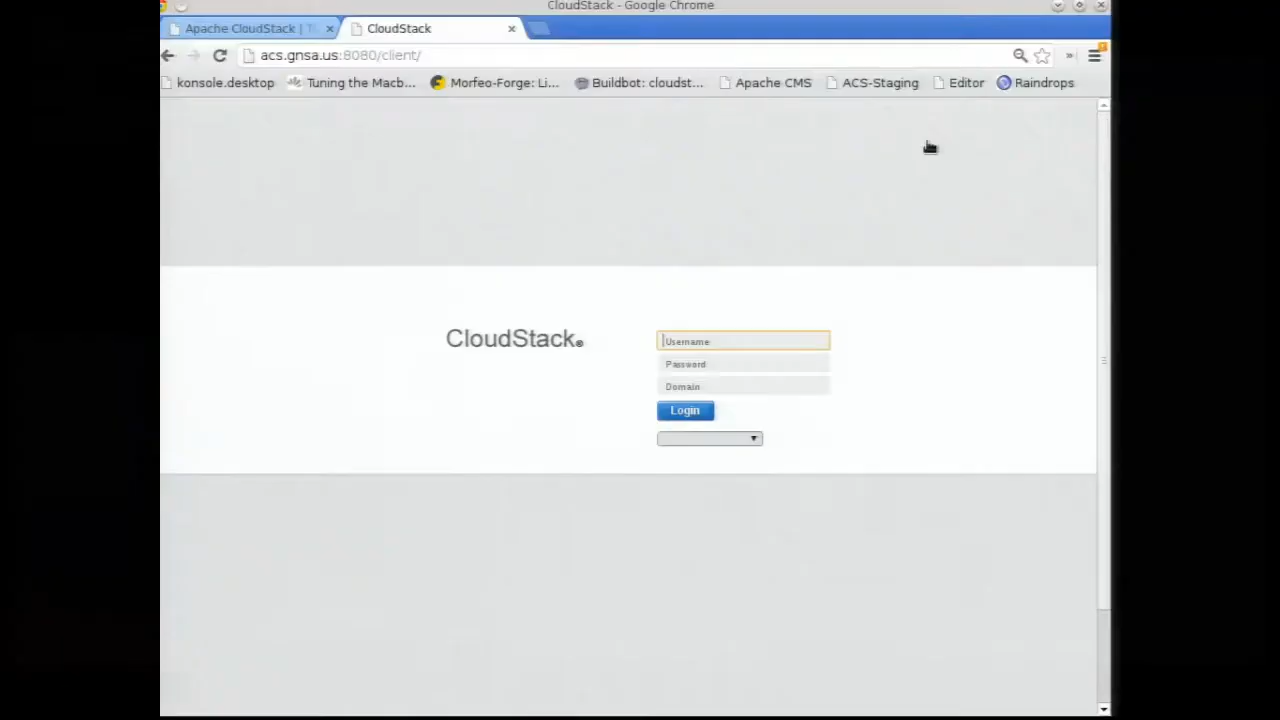 CloudStack - Google Chrome
Apache CloudStack |
CloudStack
acs.gnsa.us:8080/client/
konsole.desktop
Tuning the Macb...
Morfeo-Forge: Li...
Buildbot: cloudst...
Apache CMS
ACS-Staging
Editor
Raindrops
CloudStack®
Username
Password
Domain
Login